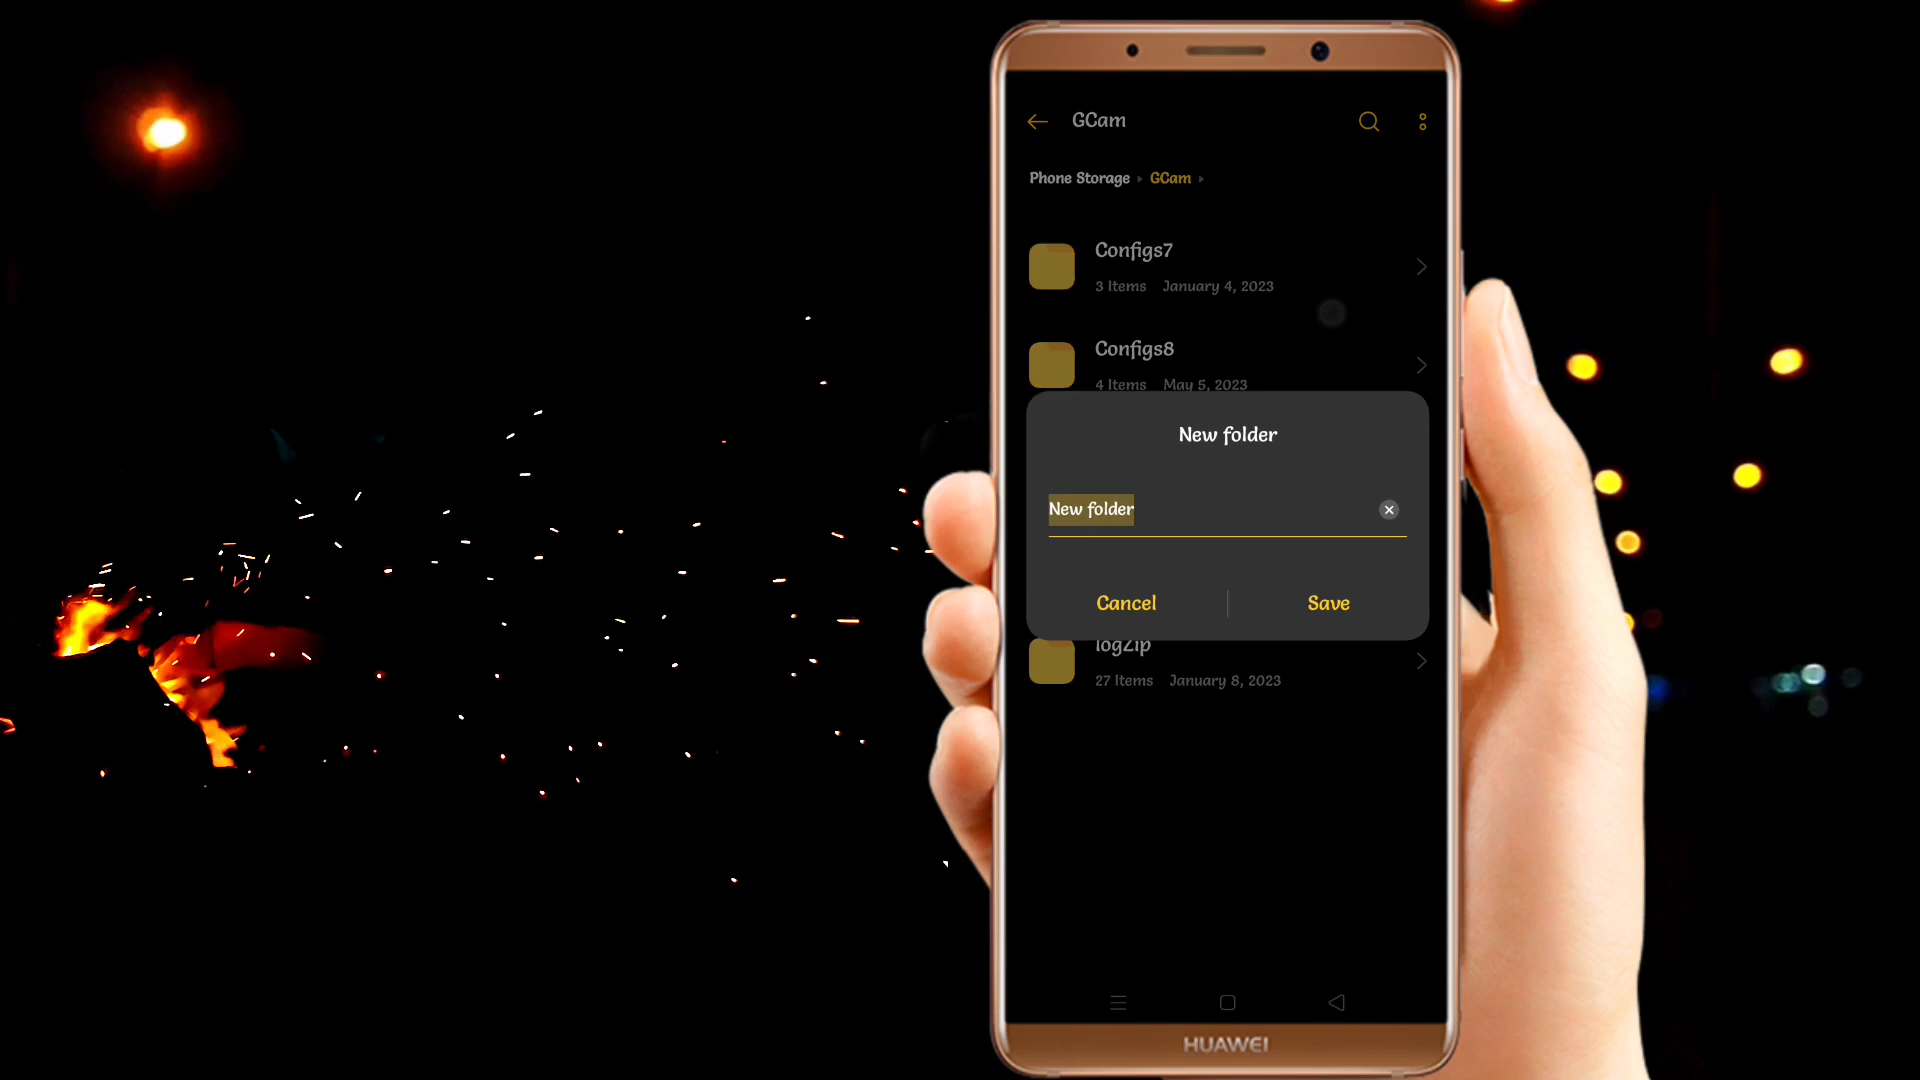 GCam
Phone Storage GCam
Configs7
3 Items January 4, 2023
Configs8
4 Items May 5, 2023
New folder
New folder
Cancel Save
logZip
27 Items January 8, 2023
HUAWEI